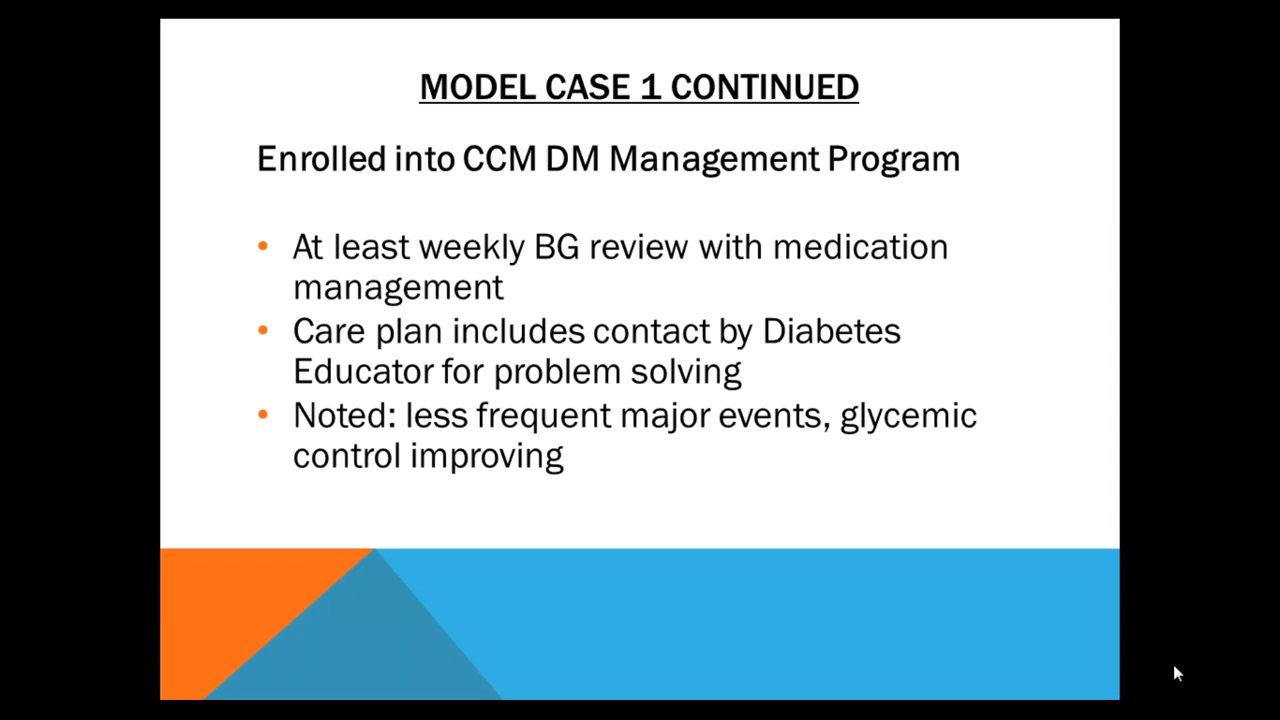 MODEL CASE 1 CONTINUED
Enrolled into CCM DM Management Program
• At least weekly BG review with medication
management
• Care plan includes contact by Diabetes
Educator for problem solving
• Noted: less frequent major events, glycemic
control improving